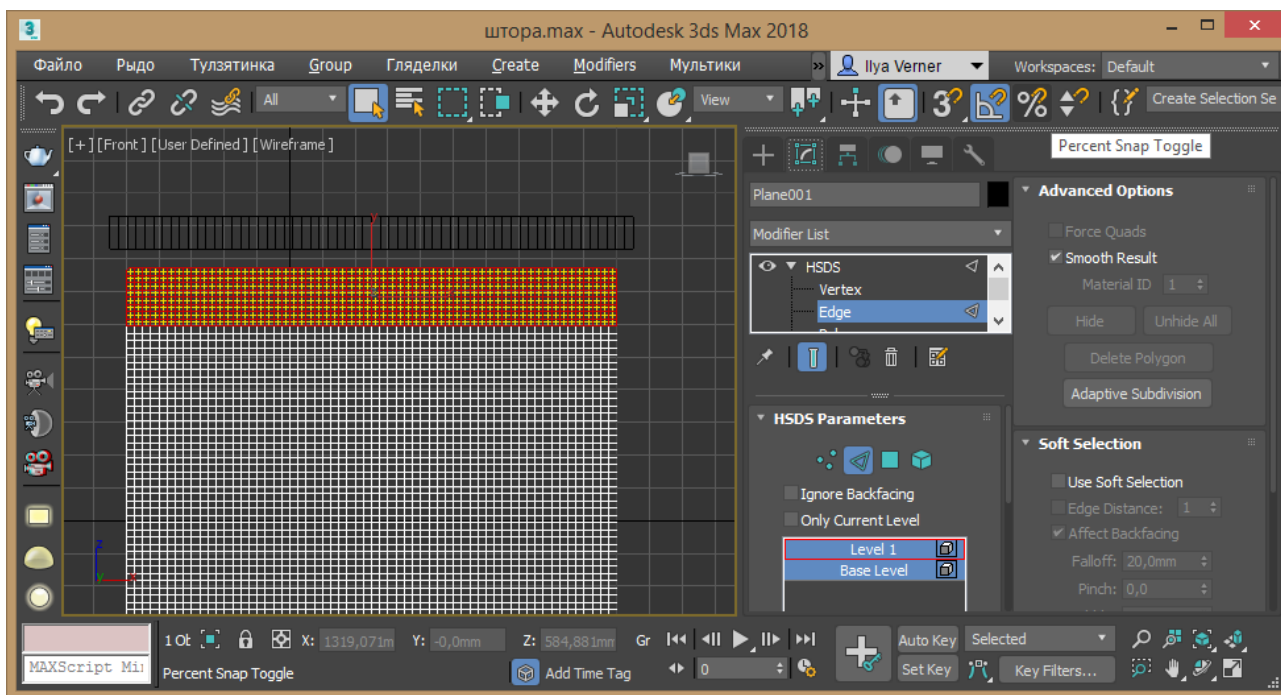 3
штора.max - Autodesk 3ds Max 2018
Файло Рыдо Тулзятинка Group Гляделки Create Modifiers Мультики » Ilya Verner Workspaces: Default
All View 3 Create Selection Se
[+][Front][User Defined][Wireframe]
Percent Snap Toggle
Plane001
Modifier List
HSDS
Vertex
Edge
HSDS Parameters
Ignore Backfacing
Only Current Level
Level 1
Base Level
Advanced Options
Force Quads
Smooth Result
Material ID 1
Hide Unhide All
Delete Polygon
Adaptive Subdivision
Soft Selection
Use Soft Selection
Edge Distance: 1
Affect Backfacing
Falloff: 20,0mm
Pinch: 0,0
y
z
y
x
1 Ot X: 1319,071m Y: -0,0mm Z: 584,881mm Gr Auto Key Selected
MAXScript Mi Percent Snap Toggle Add Time Tag 0 Set Key Key Filters...